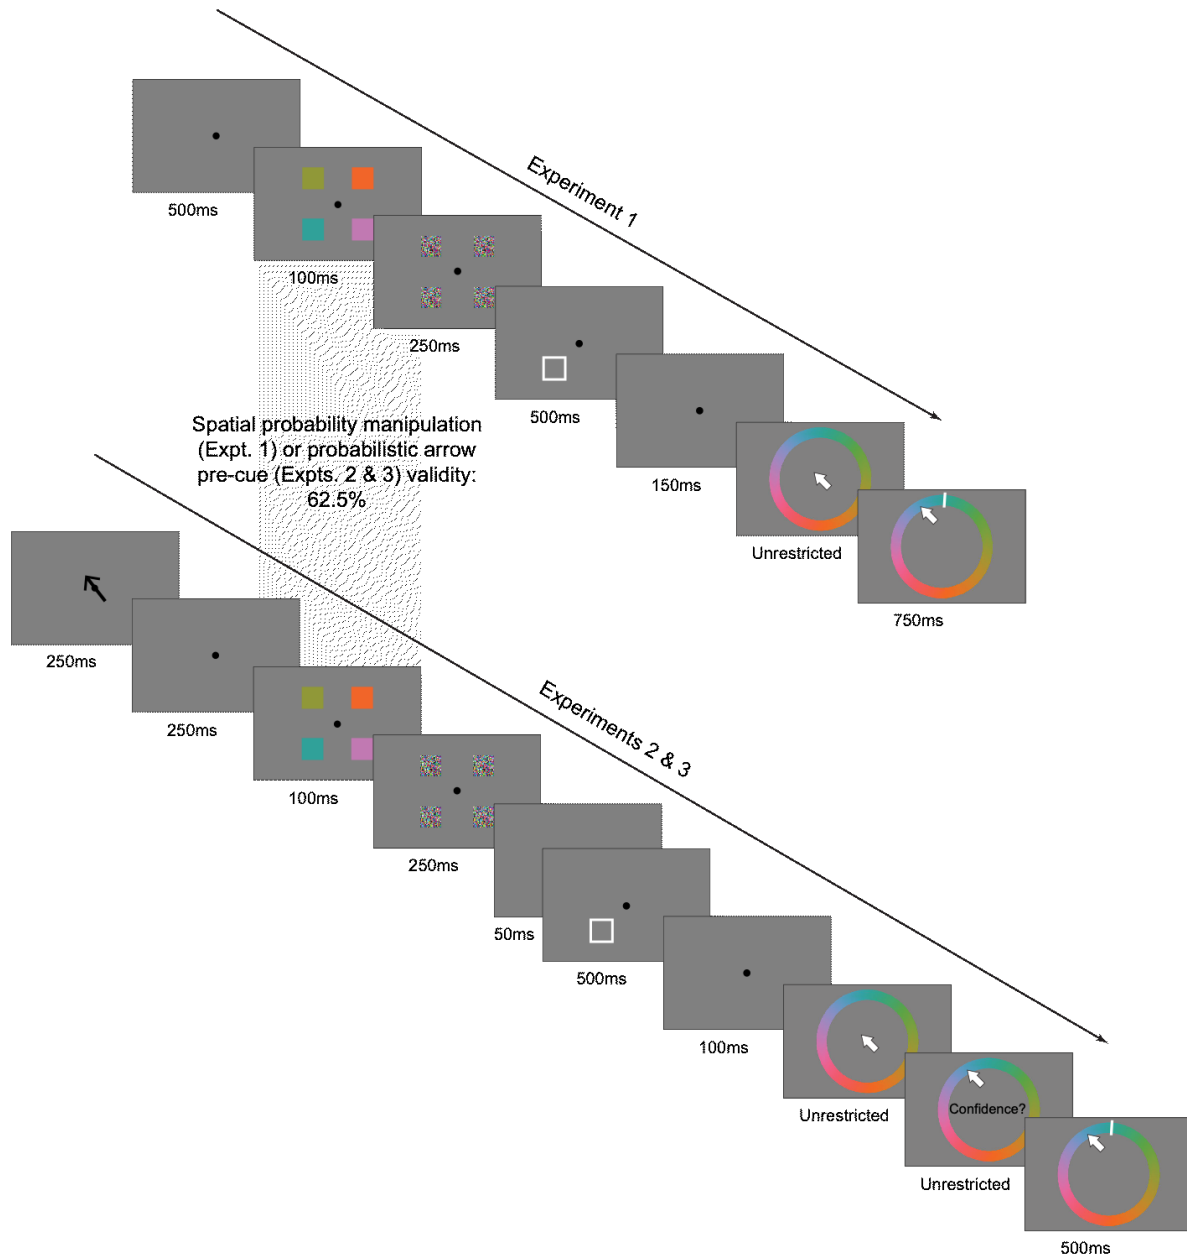 Experiment 1
500ms
100ms
250ms
500ms
150ms
Unrestricted
750ms
Spatial probability manipulation
(Expt. 1) or probabilistic arrow
pre-cue (Expts. 2 & 3) validity:
62.5%
Experiments 2 & 3
250ms
250ms
100ms
250ms
50ms
500ms
100ms
Unrestricted
Confidence?
Unrestricted
500ms